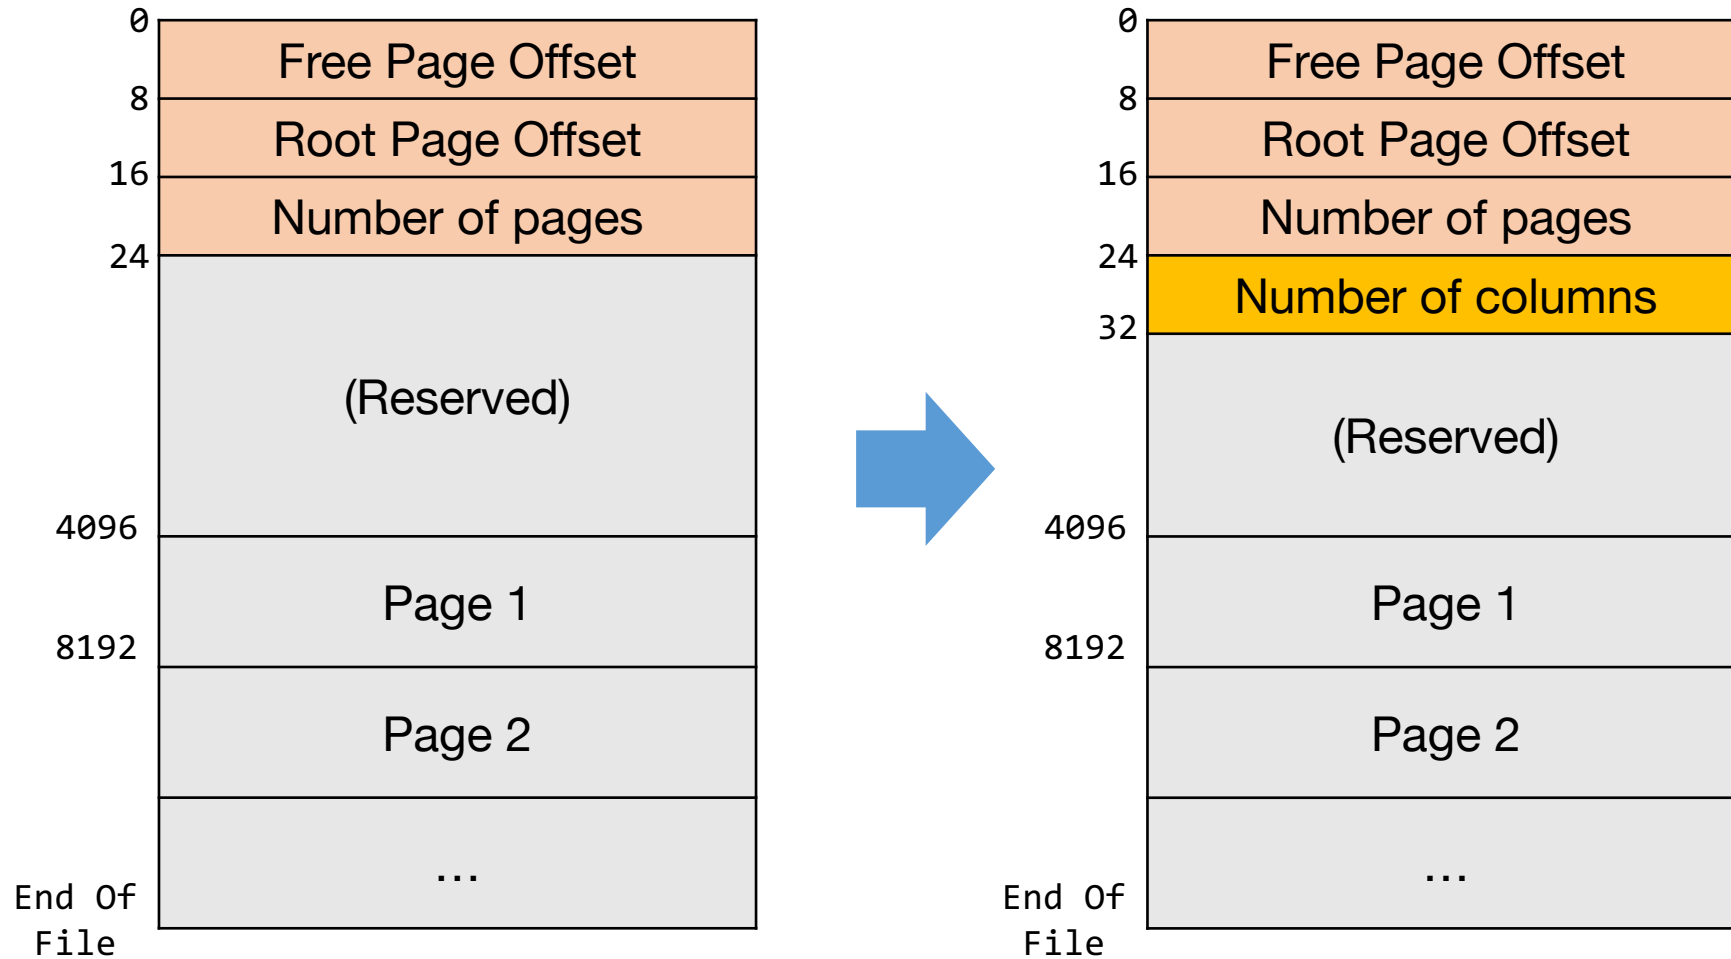 0
Free Page Offset
8
Root Page Offset
16
Number of pages
24
(Reserved)
4096
Page 1
8192
Page 2
...
End Of
File
0
Free Page Offset
8
Root Page Offset
16
Number of pages
24
Number of columns
32
(Reserved)
4096
Page 1
8192
Page 2
...
End Of
File